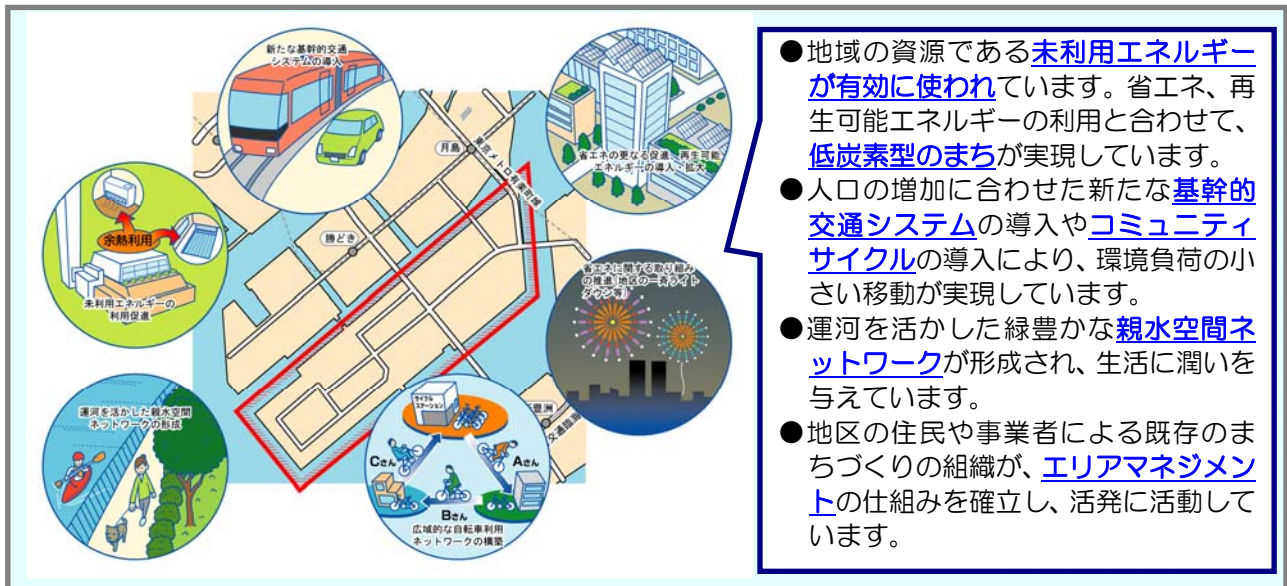 新たな基幹的交通
システムの導入
省エネの更なる促進、再生可能
エネルギーの導入・拡大
月島
東京メトロ有楽町線
勝どき
余熱利用
未利用エネルギーの
利用促進
省エネに関する取り組み
の推進（地区の一斉ライト
ダウン等）
運河を活かした親水空間
ネットワークの形成
豊洲
サイクル
ステーション
Cさん
Aさん
Bさん
広域的な自転車利用
ネットワークの構築
●地域の資源である未利用エネルギー
が有効に使われています。省エネ、再
生可能エネルギーの利用と合わせて、
低炭素型のまちが実現しています。
●人口の増加に合わせた新たな基幹的
交通システムの導入やコミュニティ
サイクルの導入により、環境負荷の小
さい移動が実現しています。
●運河を活かした緑豊かな親水空間ネ
ットワークが形成され、生活に潤いを
与えています。
●地区の住民や事業者による既存のま
ちづくりの組織が、エリアマネジメン
トの仕組みを確立し、活発に活動して
います。